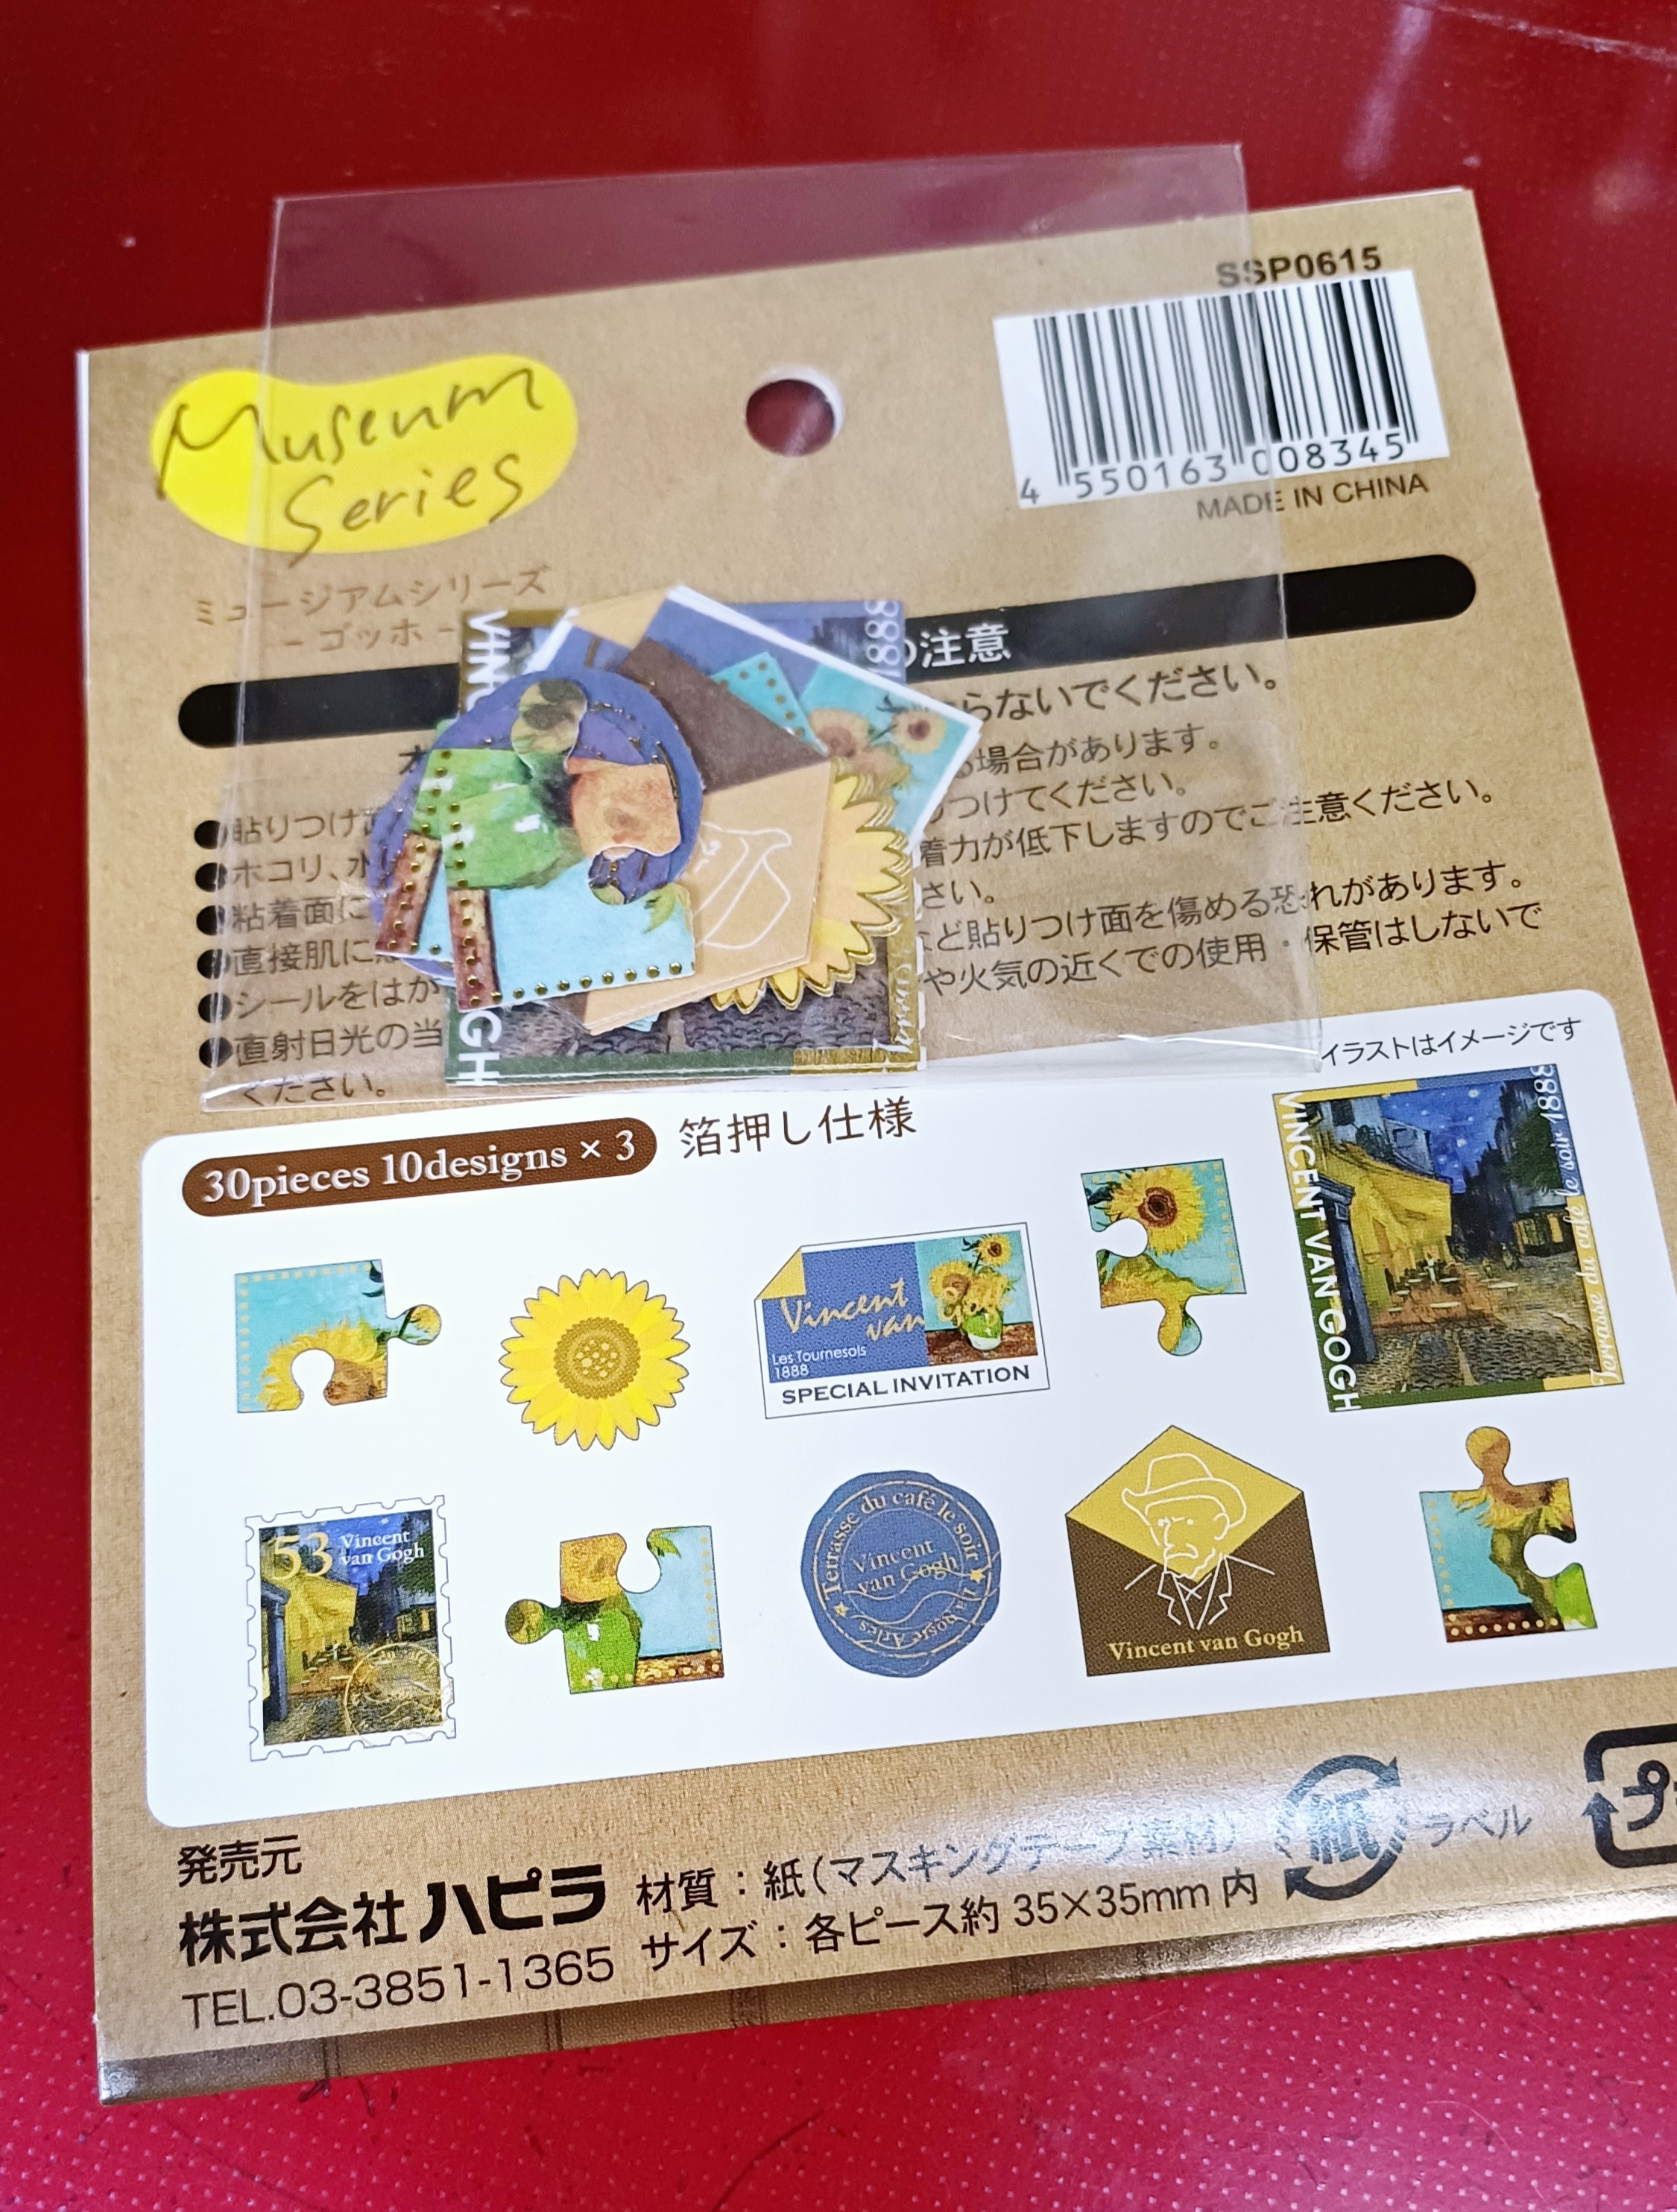 SSP0615
4 550163 008345
MADE IN CHINA
Museum
Series
ミュージアムシリーズ
- ゴッホ -
の注意
らないでください。
場合があります。
●貼りつけ
つけてください。
●ホコリ、水
着力が低下しますのでご注意ください。
●粘着面に
さい。
●直接肌に
など貼りつけ面を傷める恐れがあります。
●シールをはが
●直射日光の当
や火気の近くでの使用・保管はしないで
ください。
VIN
GH
888
イラストはイメージです
30pieces 10designs × 3
箔押し仕様
Vincent
van
Les Tournesols
1888
SPECIAL INVITATION
VINCENT VAN GOGH
Terrasse du café le soir 1888
53
Vincent
van Gogh
Terrasse du café le soir
Vincent
van Gogh
Vincent van Gogh
発売元
株式会社ハピラ
TEL.03-3851-1365
材質：紙（マスキングテープ素材）
サイズ：各ピース約 35×35mm 内
紙
ラベル
プ